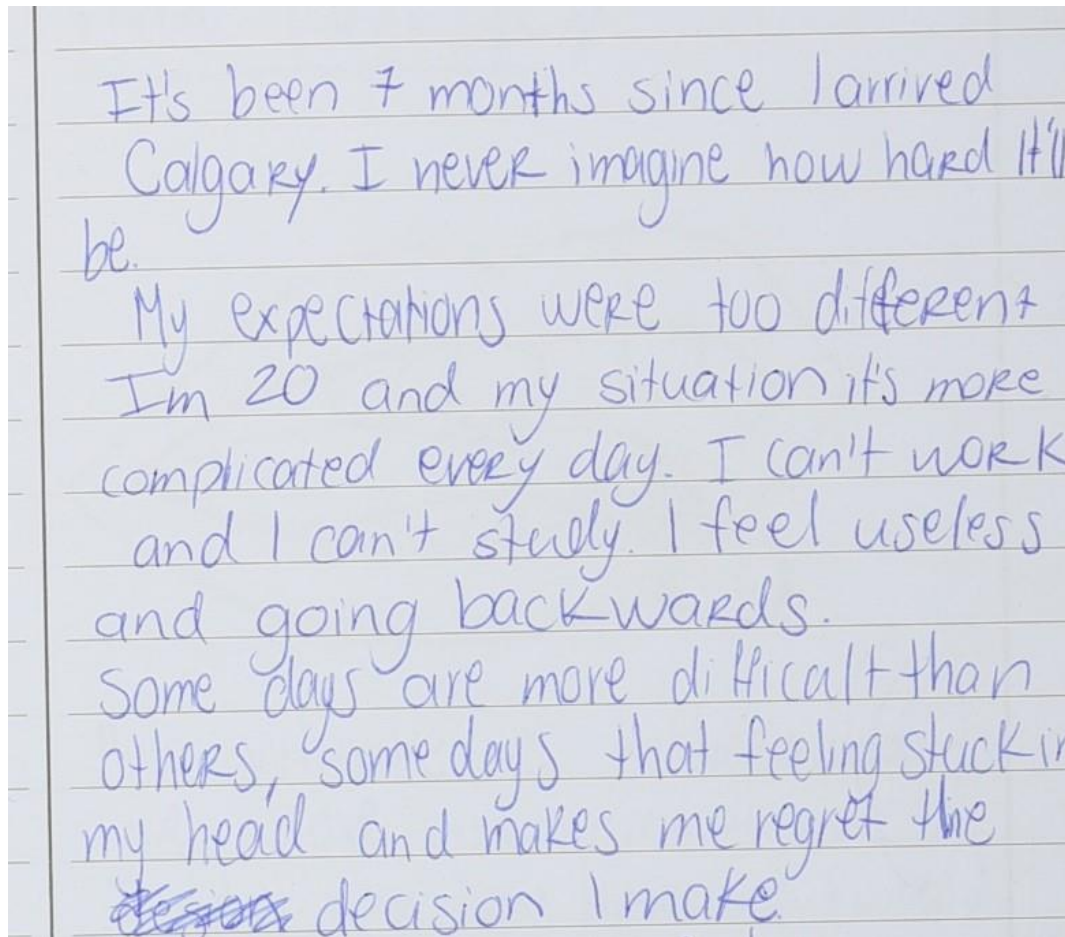 It's been 7 months since I arrived
Calgary. I never imagine how hard It'll
be.
My expectations were too different
Im 20 and my situation it's more
complicated every day. I can't work
and I can't study. I feel useless
and going backwards.
Some days are more difficalt than
others, some days that feeling stuck in
my head and makes me regret the
decision I make.